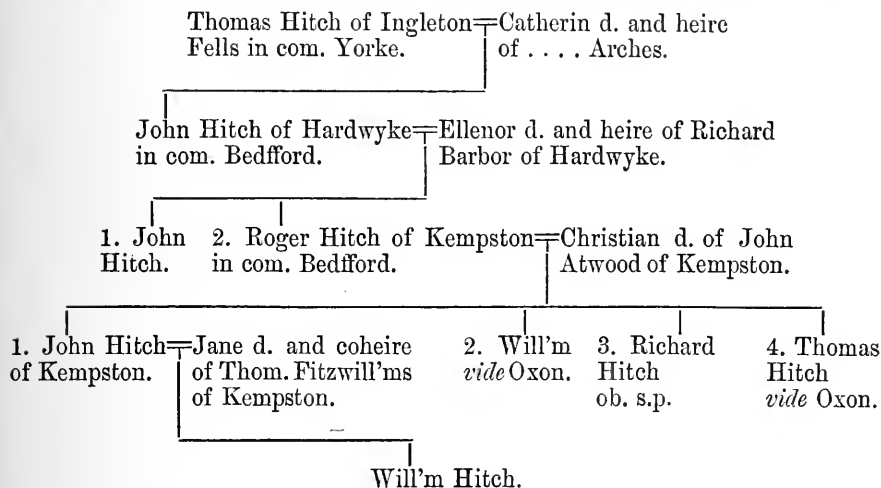 Thomas Hitch of Ingleton=Catherin d. and heire
Fells in com. Yorke. of . . . . Arches.
John Hitch of Hardwyke=Ellenor d. and heire of Richard
in com. Bedfford. Barbor of Hardwyke.
1. John 2. Roger Hitch of Kempston=Christian d. of John
Hitch. in com. Bedfford. Atwood of Kempston.
1. John Hitch=Jane d. and coheire 2. Will'm 3. Richard 4. Thomas
of Kempston. of Thom. Fitzwill'ms vide Oxon. Hitch Hitch
of Kempston. ob. s.p. vide Oxon.
Will'm Hitch.